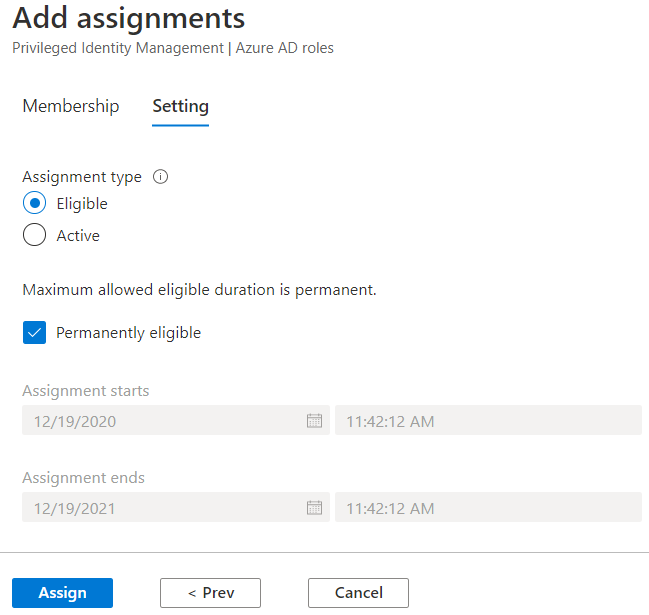 Add assignments
Privileged Identity Management | Azure AD roles
Membership Setting
Assignment type
Eligible
Active
Maximum allowed eligible duration is permanent.
Permanently eligible
Assignment starts
12/19/2020 11:42:12 AM
Assignment ends
12/19/2021 11:42:12 AM
Assign < Prev Cancel